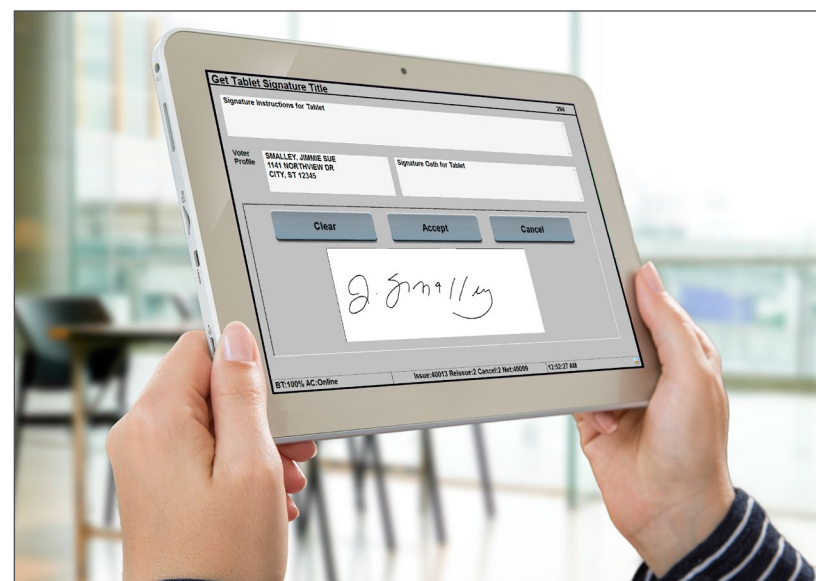 Get Tablet Signature Title
294
Signature Instructions for Tablet
Voter
Profile
SMALLEY, JIMMIE SUE
1141 NORTHVIEW DR
CITY, ST 12345
Signature Oath for Tablet
Clear
Accept
Cancel
J. Smalley
BT:100% AC:Online
Issue:40013 Reissue:2 Cancel:2 Net:40009
12:52:27 AM